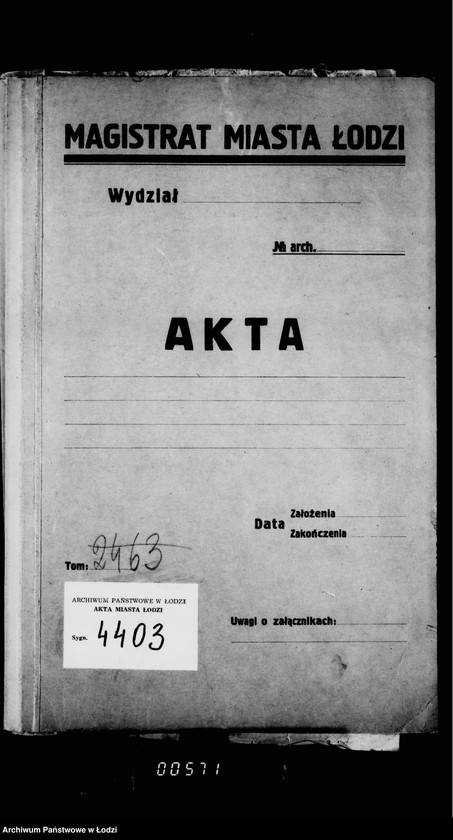 MAGISTRAT MIASTA ŁODZI
Wydział
№ arch.
AKTA
Data Założenia
Zakończenia
Tom: 2463
ARCHIWUM PAŃSTWOWE W ŁODZI
AKTA MIASTA ŁODZI
Sygn. 4403
Uwagi o załącznikach:
00571
Archiwum Państwowe w Łodzi